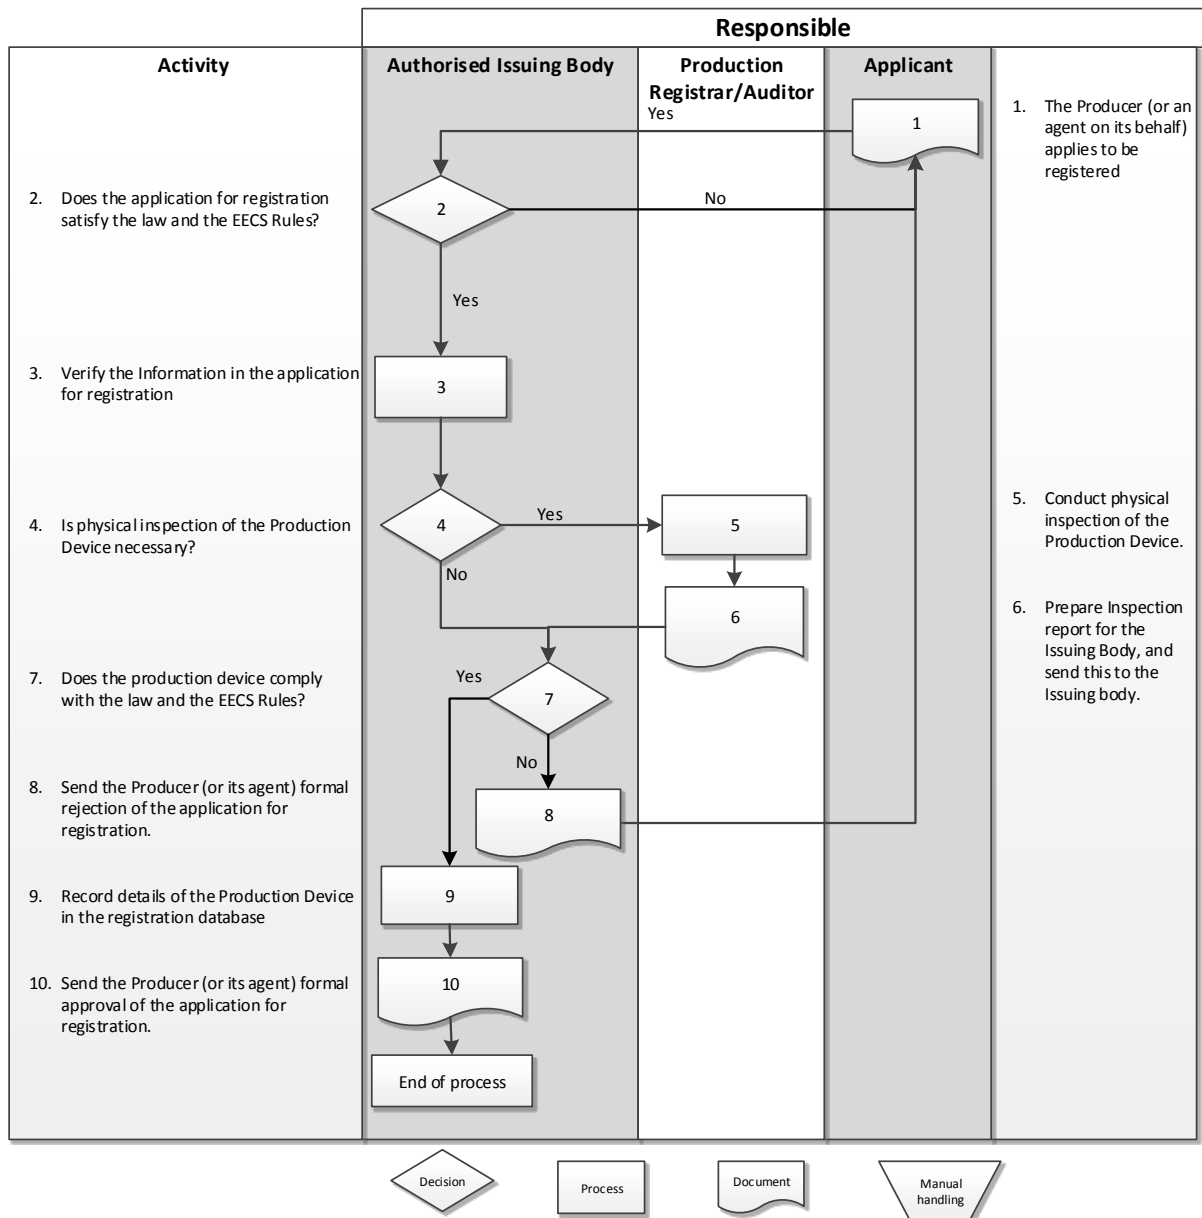 Responsible
Activity
Authorised Issuing Body
Production
Registrar/Auditor
Applicant
Yes
1
1. The Producer (or an
agent on its behalf)
applies to be
registered
2. Does the application for registration
satisfy the law and the EECS Rules?
2
No
Yes
3. Verify the Information in the application
for registration
3
4. Is physical inspection of the Production
Device necessary?
4
Yes
5
5. Conduct physical
inspection of the
Production Device.
No
6
6. Prepare Inspection
report for the
Issuing Body, and
send this to the
Issuing body.
7. Does the production device comply
with the law and the EECS Rules?
Yes
7
No
8. Send the Producer (or its agent) formal
rejection of the application for
registration.
8
9. Record details of the Production Device
in the registration database
9
10. Send the Producer (or its agent) formal
approval of the application for
registration.
10
End of process
Decision
Process
Document
Manual
handling